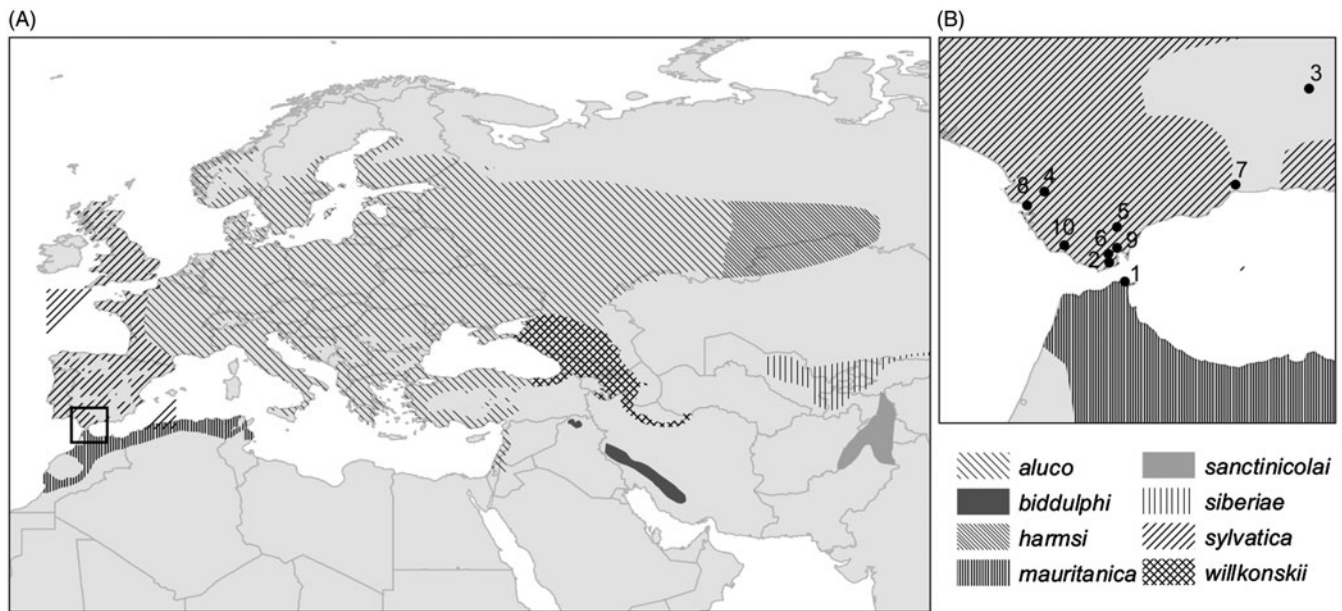 (A)
(B)
3
7
4
8
5
10
6
9
2
1
aluco
biddulphi
harmsi
mauritanica
sanctinicolai
siberiae
sylvatica
willkonskii